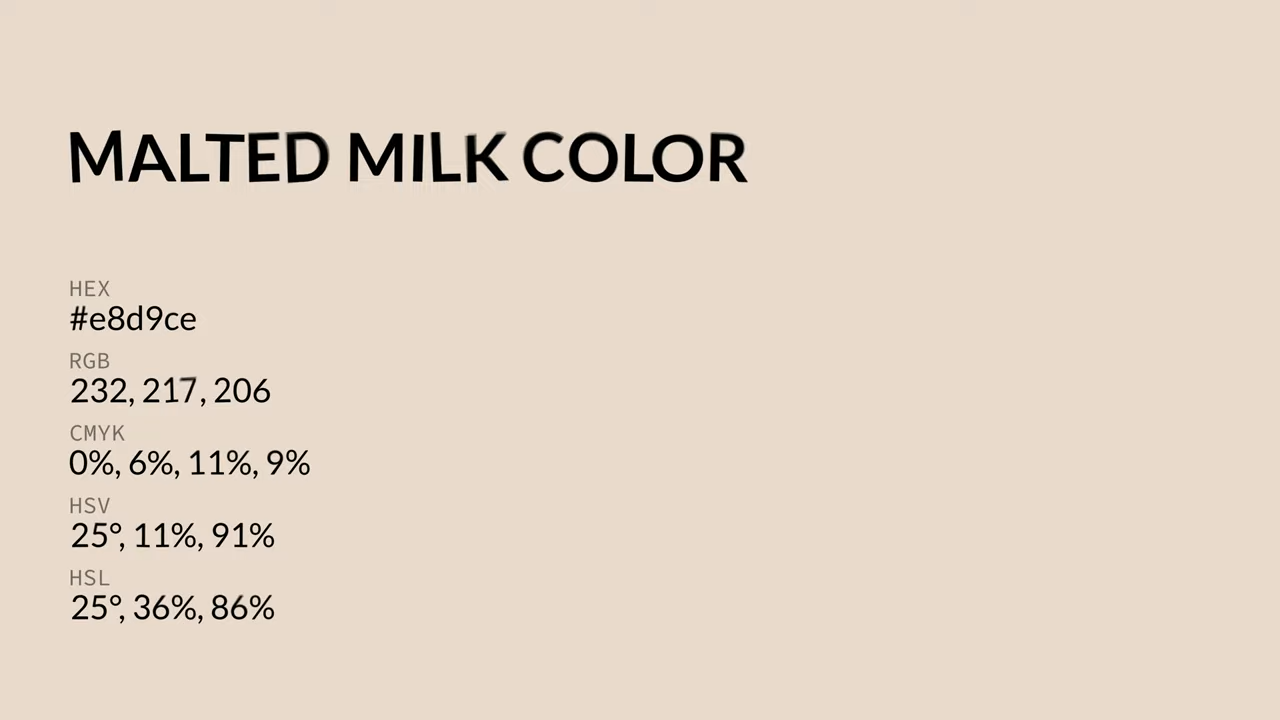 MALTED MILK COLOR
HEX
#e8d9ce
RGB
232, 217, 206
CMYK
0%, 6%, 11%, 9%
HSV
25°, 11%, 91%
HSL
25°, 36%, 86%